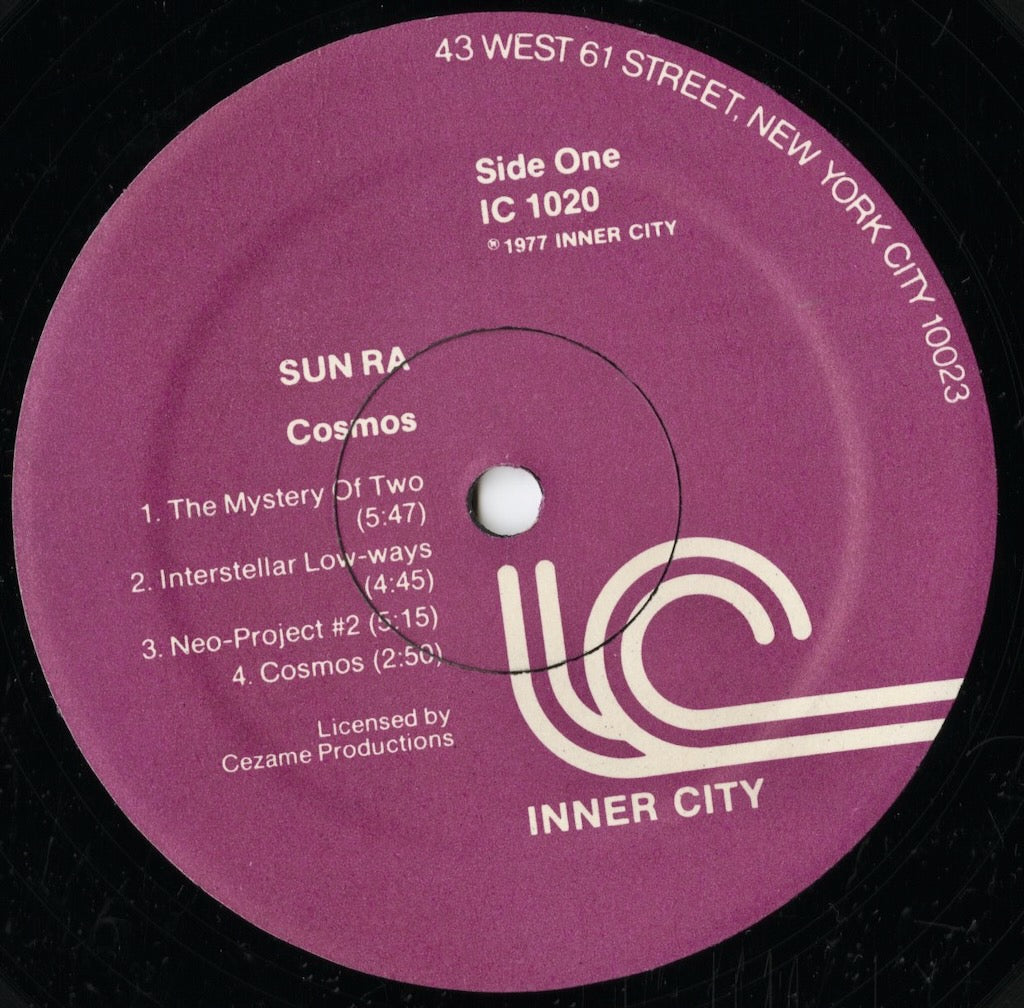 43 WEST 61 STREET, NEW YORK CITY 10023
Side One
IC 1020
℗ 1977 INNER CITY
SUN RA
Cosmos
1. The Mystery Of Two
(5:47)
2. Interstellar Low-ways
(4:45)
3. Neo-Project #2 (5:15)
4. Cosmos (2:50)
Licensed by
Cezame Productions
IC
INNER CITY